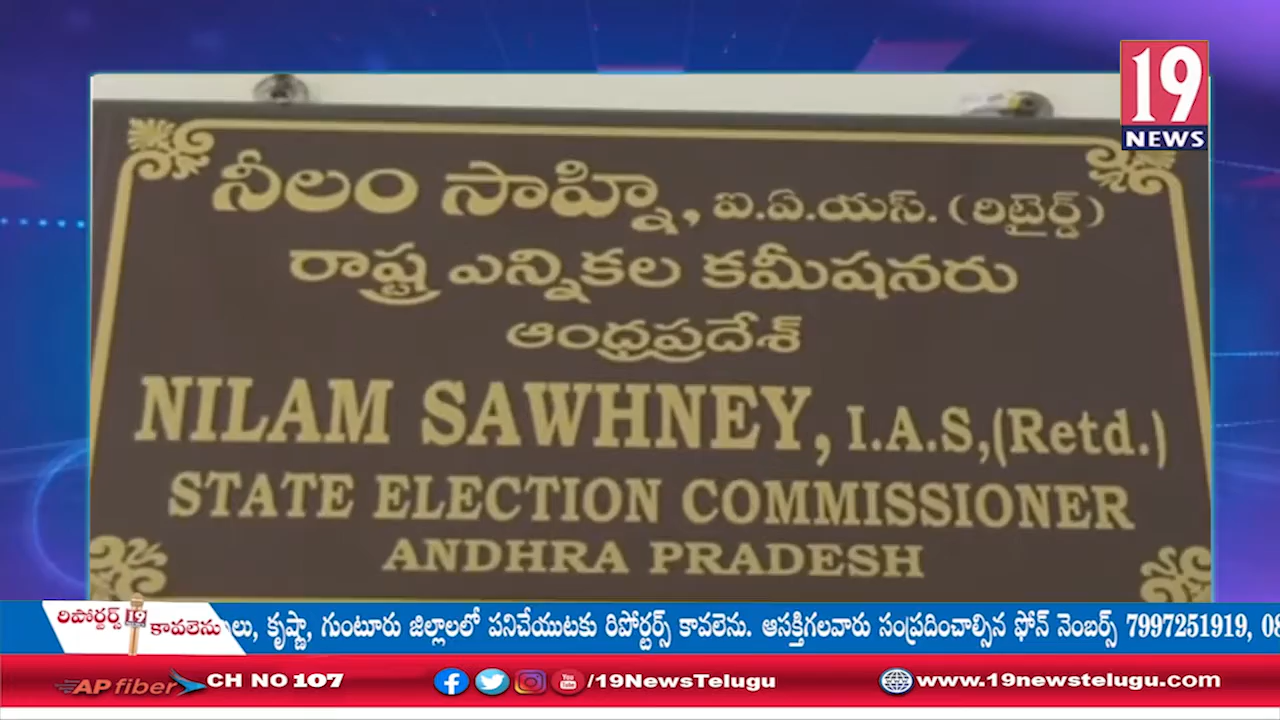 19
NEWS
నీలం సాహ్ని, ఐ.ఏ.యస్. (రిటైర్డ్)
రాష్ట్ర ఎన్నికల కమీషనరు
ఆంధ్రప్రదేశ్
NILAM SAWHNEY, I.A.S,(Retd.)
STATE ELECTION COMMISSIONER
ANDHRA PRADESH
రిపోర్టర్స్ 19
కావలెను
కృష్ణా, గుంటూరు జిల్లాలలో పనిచేయుటకు రిపోర్టర్స్ కావలెను. ఆసక్తిగలవారు సంప్రదించాల్సిన ఫోన్ నెంబర్స్ 7997251919,
AP fiber CH NO 107 /19NewsTelugu www.19newstelugu.com